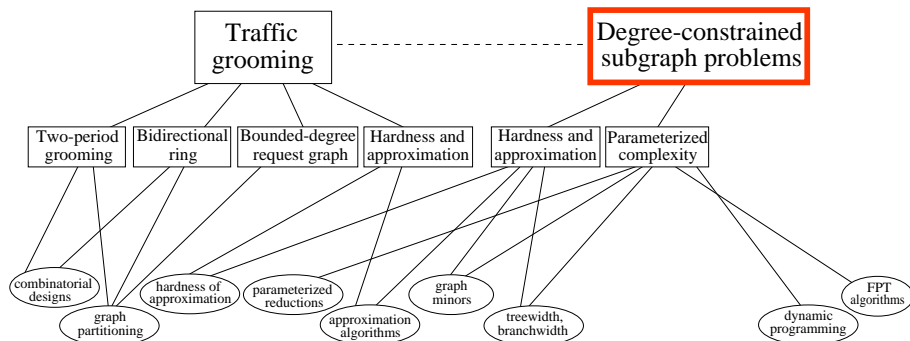 Traffic
grooming
Degree-constrained
subgraph problems
Two-period
grooming
Bidirectional
ring
Bounded-degree
request graph
Hardness and
approximation
Hardness and
approximation
Parameterized
complexity
combinatorial
designs
graph
partitioning
hardness of
approximation
parameterized
reductions
approximation
algorithms
graph
minors
treewidth,
branchwidth
dynamic
programming
FPT
algorithms